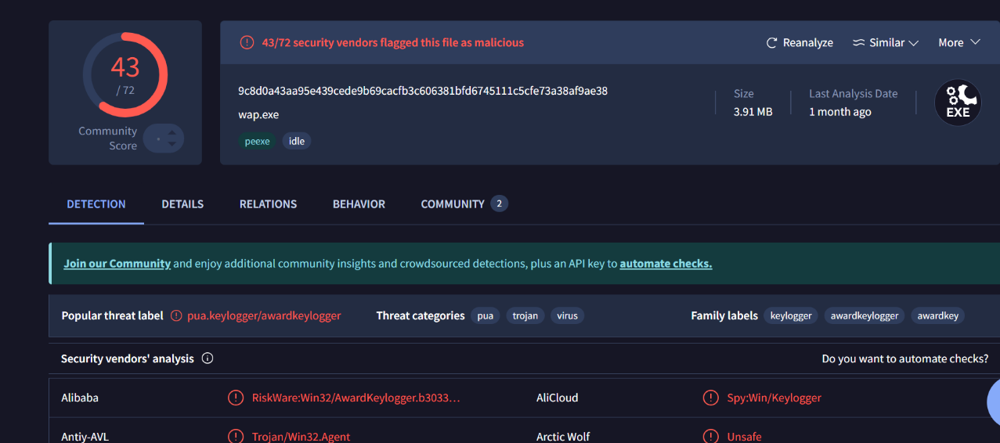 43
/ 72
Community
Score
43/72 security vendors flagged this file as malicious
Reanalyze
Similar
More
9c8d0a43aa95e439cede9b69cacfb3c606381bfd6745111c5cfe73a38af9ae38
wap.exe
peexe
idle
Size
3.91 MB
Last Analysis Date
1 month ago
EXE
DETECTION
DETAILS
RELATIONS
BEHAVIOR
COMMUNITY 2
Join our Community and enjoy additional community insights and crowdsourced detections, plus an API key to automate checks.
Popular threat label pua.keylogger/awardkeylogger
Threat categories pua trojan virus
Family labels keylogger awardkeylogger awardkey
Security vendors' analysis
Do you want to automate checks?
Alibaba RiskWare:Win32/AwardKeylogger.b3033…
AliCloud Spy:Win/Keylogger
Antiy-AVL Trojan/Win32.Agent
Arctic Wolf Unsafe